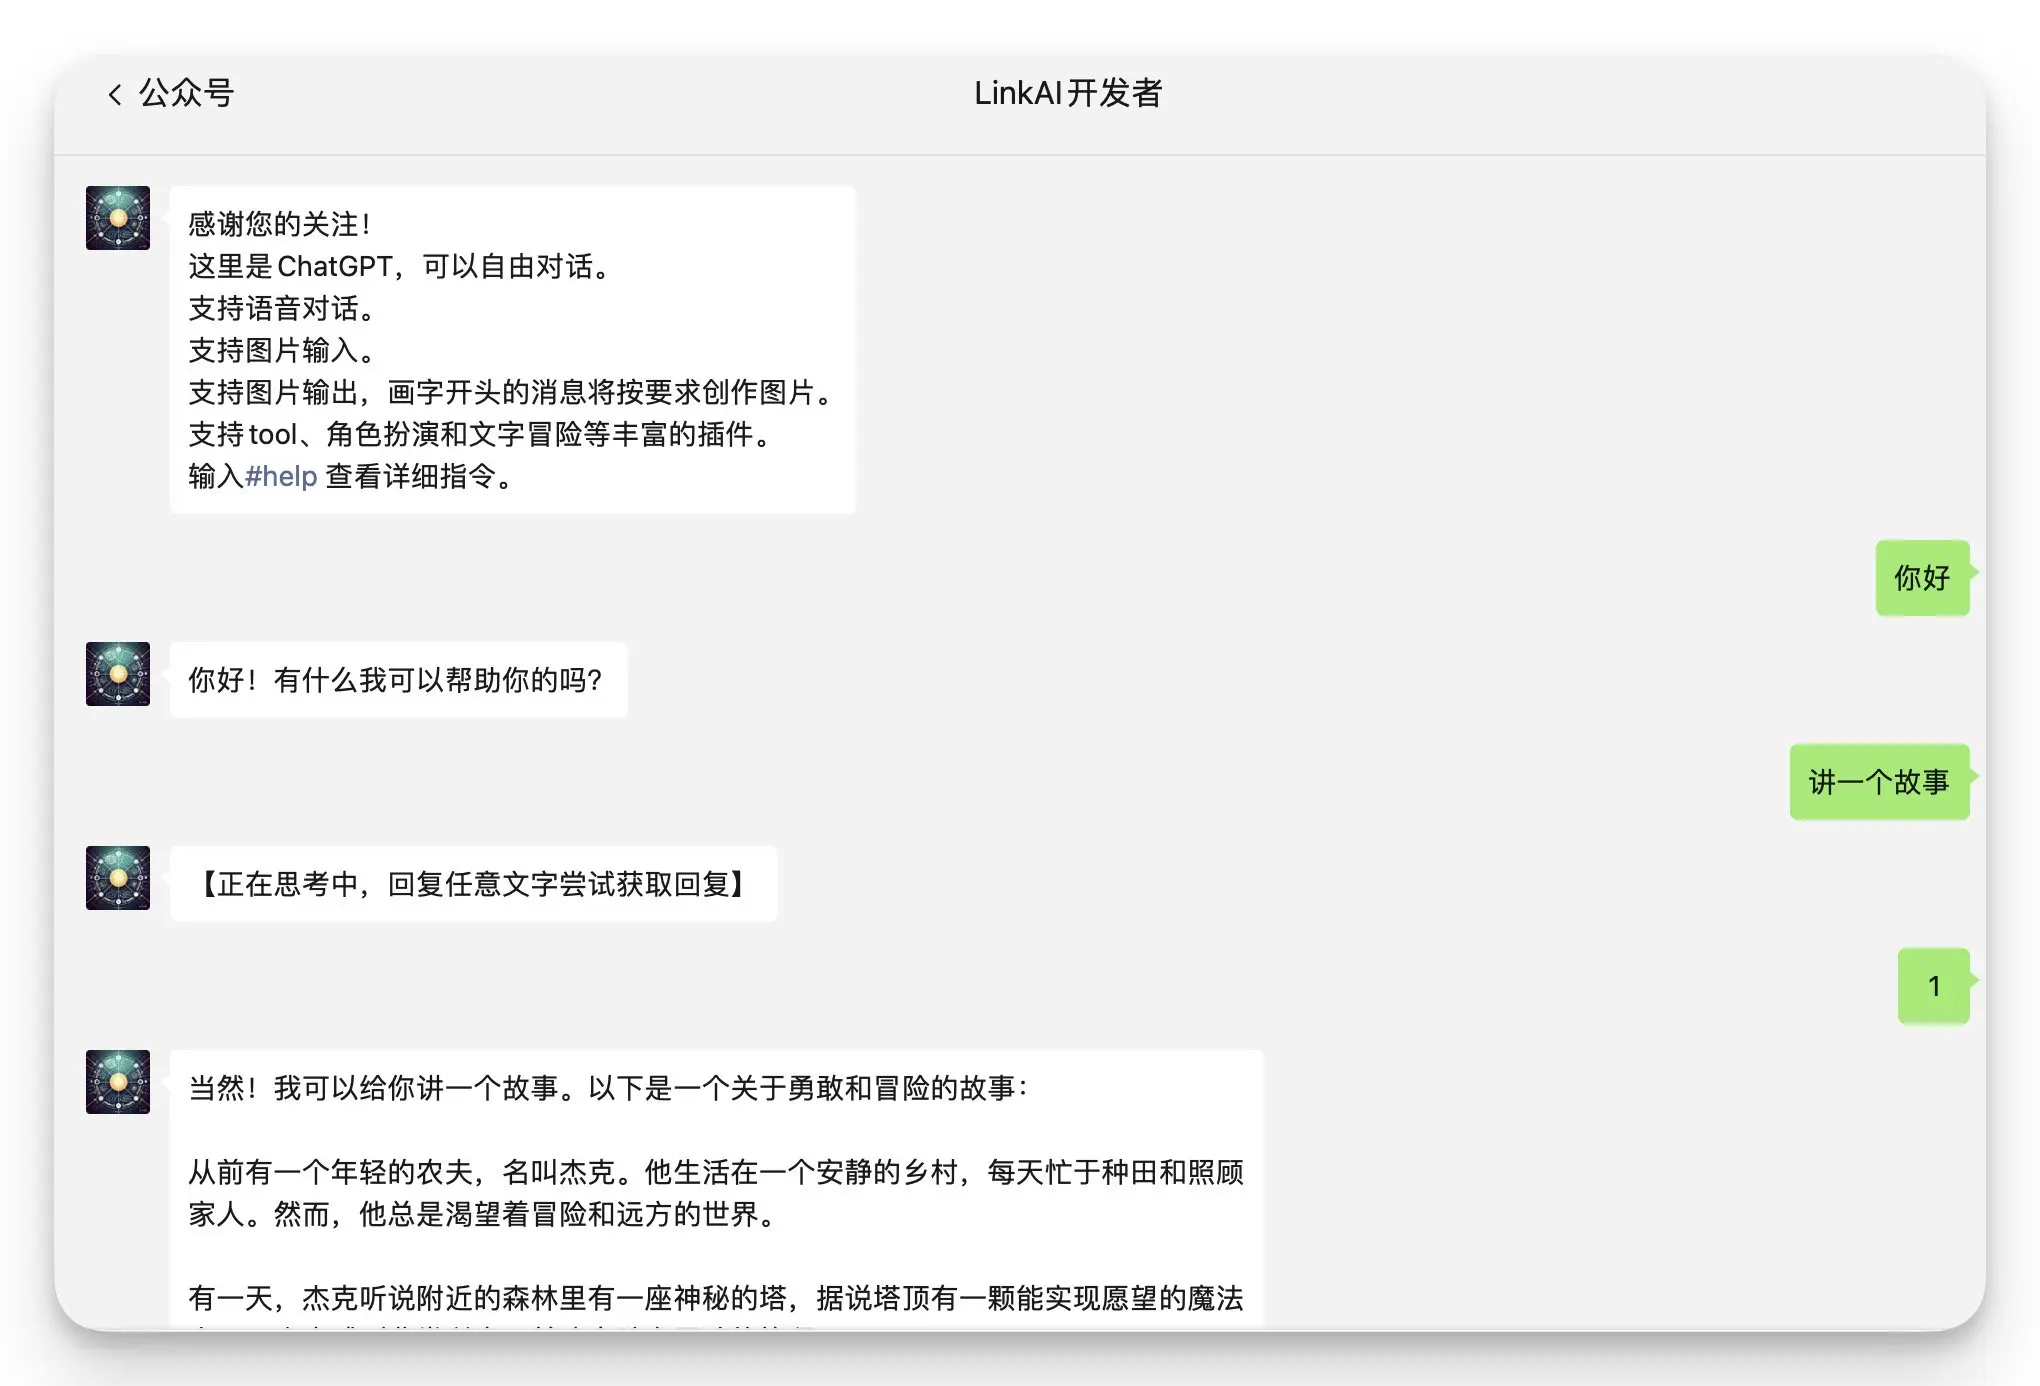 公众号
LinkAI开发者
感谢您的关注！
这里是ChatGPT，可以自由对话。
支持语音对话。
支持图片输入。
支持图片输出，画字开头的消息将按要求创作图片。
支持tool、角色扮演和文字冒险等丰富的插件。
输入#help 查看详细指令。
你好
你好！有什么我可以帮助你的吗？
讲一个故事
【正在思考中，回复任意文字尝试获取回复】
1
当然！我可以给你讲一个故事。以下是一个关于勇敢和冒险的故事：
从前有一个年轻的农夫，名叫杰克。他生活在一个安静的乡村，每天忙于种田和照顾
家人。然而，他总是渴望着冒险和远方的世界。
有一天，杰克听说附近的森林里有一座神秘的塔，据说塔顶有一颗能实现愿望的魔法